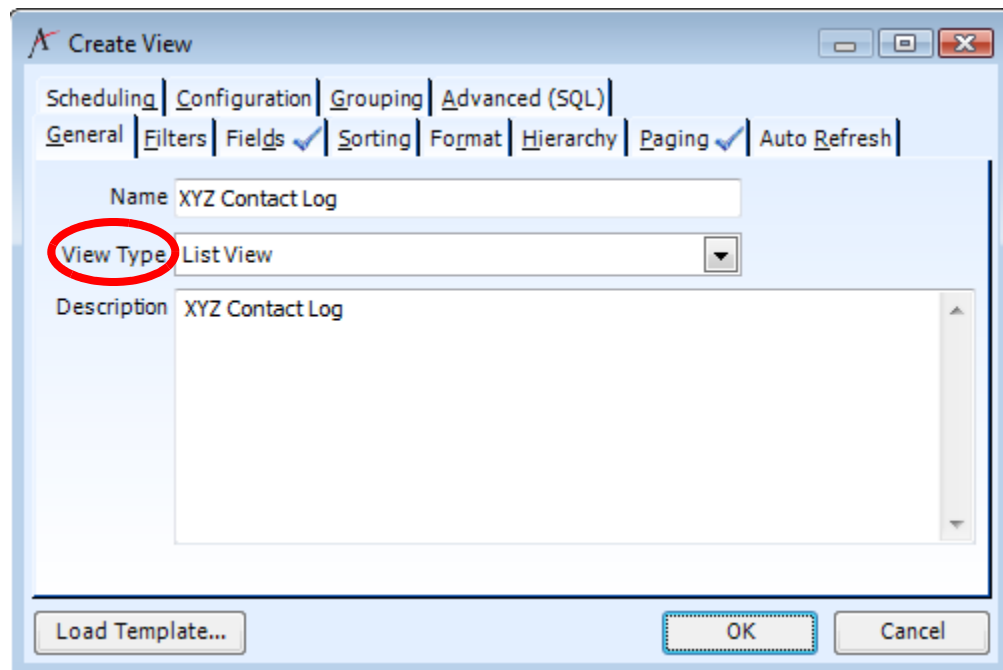 Create View
Scheduling Configuration Grouping Advanced (SQL)
General Filters Fields Sorting Format Hierarchy Paging Auto Refresh
Name XYZ Contact Log
View Type List View
Description XYZ Contact Log
Load Template... OK Cancel